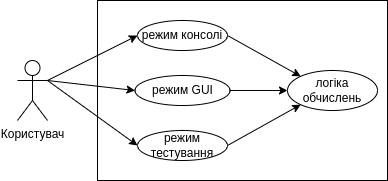 режим консолі
режим GUI
режим
тестування
логіка
обчислень
Користувач